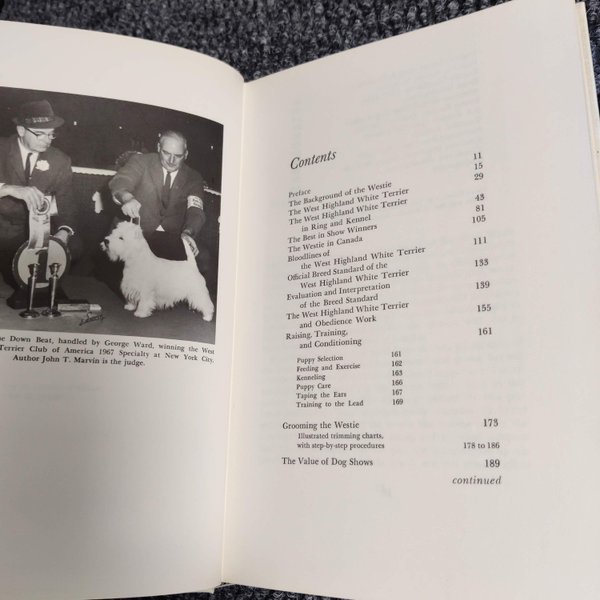 e Down Beat, handled by George Ward, winning the West
Terrier Club of America 1967 Specialty at New York City.
Author John T. Marvin is the judge.
Contents
Preface 11
The Background of the Westie 15
The West Highland White Terrier 29
The West Highland White Terrier
in Ring and Kennel 43
The Best in Show Winners 81
The Westie in Canada 105
Bloodlines of
the West Highland White Terrier 111
Official Breed Standard of the
West Highland White Terrier 133
Evaluation and Interpretation
of the Breed Standard 139
The West Highland White Terrier
and Obedience Work 155
Raising, Training,
and Conditioning 161
Puppy Selection 161
Feeding and Exercise 162
Kenneling 163
Puppy Care 166
Taping the Ears 167
Training to the Lead 169
Grooming the Westie 173
Illustrated trimming charts,
with step-by-step procedures 178 to 186
The Value of Dog Shows 189
continued